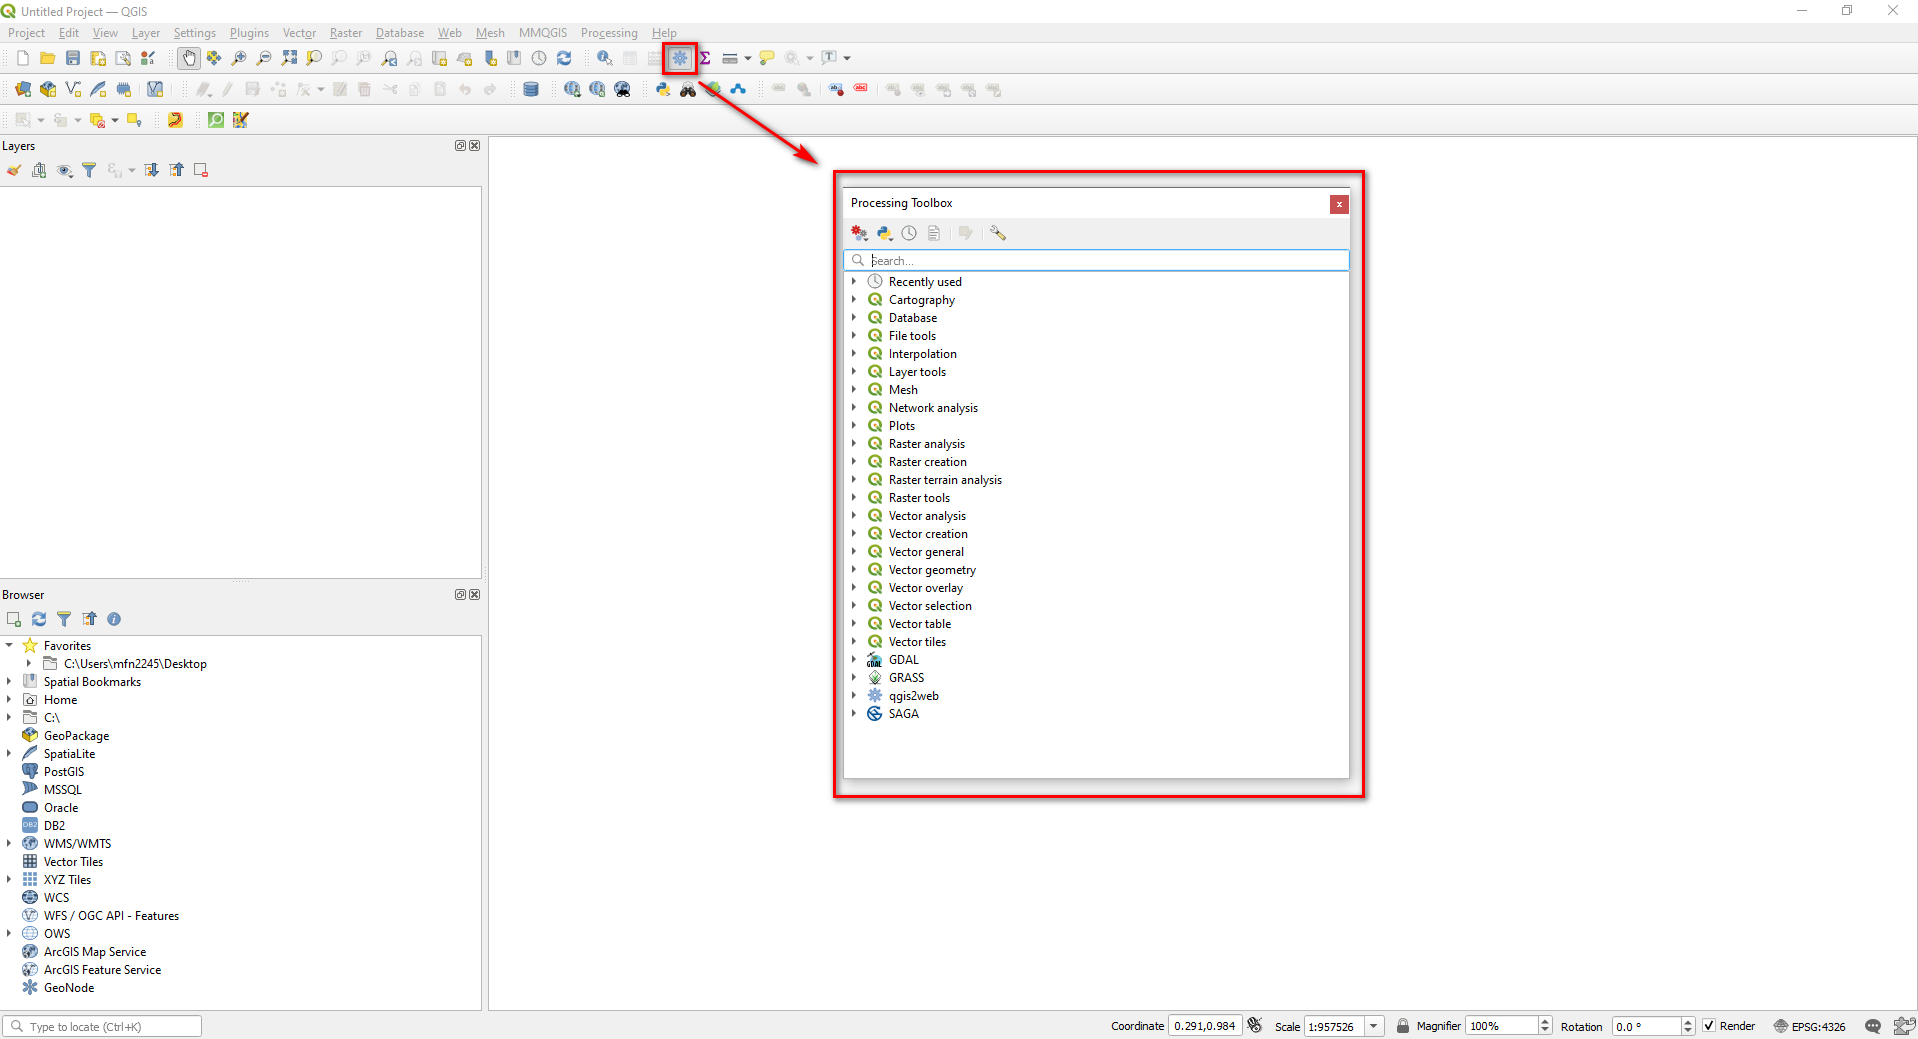 Untitled Project — QGIS
Project Edit View Layer Settings Plugins Vector Raster Database Web Mesh MMQGIS Processing Help
Layers
Processing Toolbox
Search...
Recently used
Cartography
Database
File tools
Interpolation
Layer tools
Mesh
Network analysis
Plots
Raster analysis
Raster creation
Raster terrain analysis
Raster tools
Vector analysis
Vector creation
Vector general
Vector geometry
Vector overlay
Vector selection
Vector table
Vector tiles
GDAL
GRASS
qgis2web
SAGA
Browser
Favorites
C:\Users\mfn2245\Desktop
Spatial Bookmarks
Home
C:\
GeoPackage
SpatiaLite
PostGIS
MSSQL
Oracle
DB2
WMS/WMTS
Vector Tiles
XYZ Tiles
WCS
WFS / OGC API - Features
OWS
ArcGIS Map Service
ArcGIS Feature Service
GeoNode
Type to locate (Ctrl+K) Coordinate 0.291,0.984 Scale 1:957526 Magnifier 100% Rotation 0.0 ° Render EPSG:4326